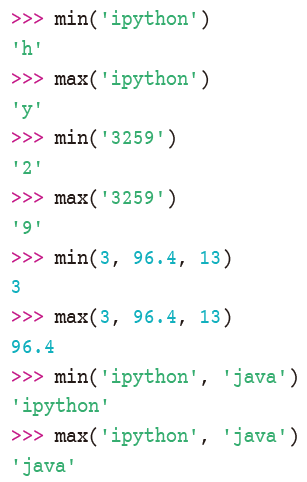 >>> min('ipython')
'h'
>>> max('ipython')
'y'
>>> min('3259')
'2'
>>> max('3259')
'9'
>>> min(3, 96.4, 13)
3
>>> max(3, 96.4, 13)
96.4
>>> min('ipython', 'java')
'ipython'
>>> max('ipython', 'java')
'java'